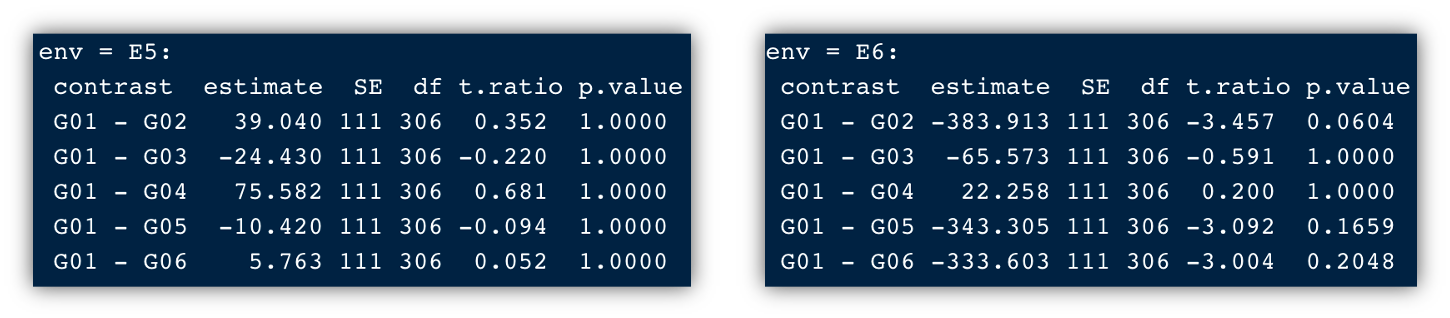 env = E5:
contrast estimate SE df t.ratio p.value
G01 - G02 39.040 111 306 0.352 1.0000
G01 - G03 -24.430 111 306 -0.220 1.0000
G01 - G04 75.582 111 306 0.681 1.0000
G01 - G05 -10.420 111 306 -0.094 1.0000
G01 - G06 5.763 111 306 0.052 1.0000
env = E6:
contrast estimate SE df t.ratio p.value
G01 - G02 -383.913 111 306 -3.457 0.0604
G01 - G03 -65.573 111 306 -0.591 1.0000
G01 - G04 22.258 111 306 0.200 1.0000
G01 - G05 -343.305 111 306 -3.092 0.1659
G01 - G06 -333.603 111 306 -3.004 0.2048